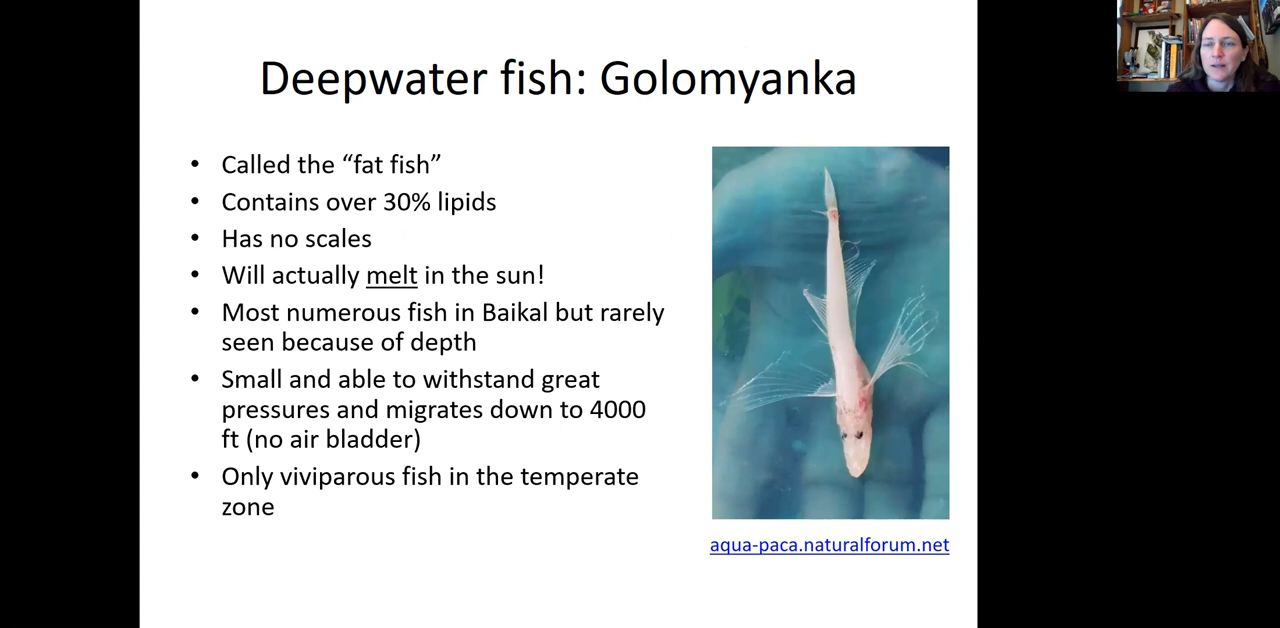 Deepwater fish: Golomyanka
• Called the “fat fish”
• Contains over 30% lipids
• Has no scales
• Will actually melt in the sun!
• Most numerous fish in Baikal but rarely
seen because of depth
• Small and able to withstand great
pressures and migrates down to 4000
ft (no air bladder)
• Only viviparous fish in the temperate
zone
aqua-paca.naturalforum.net